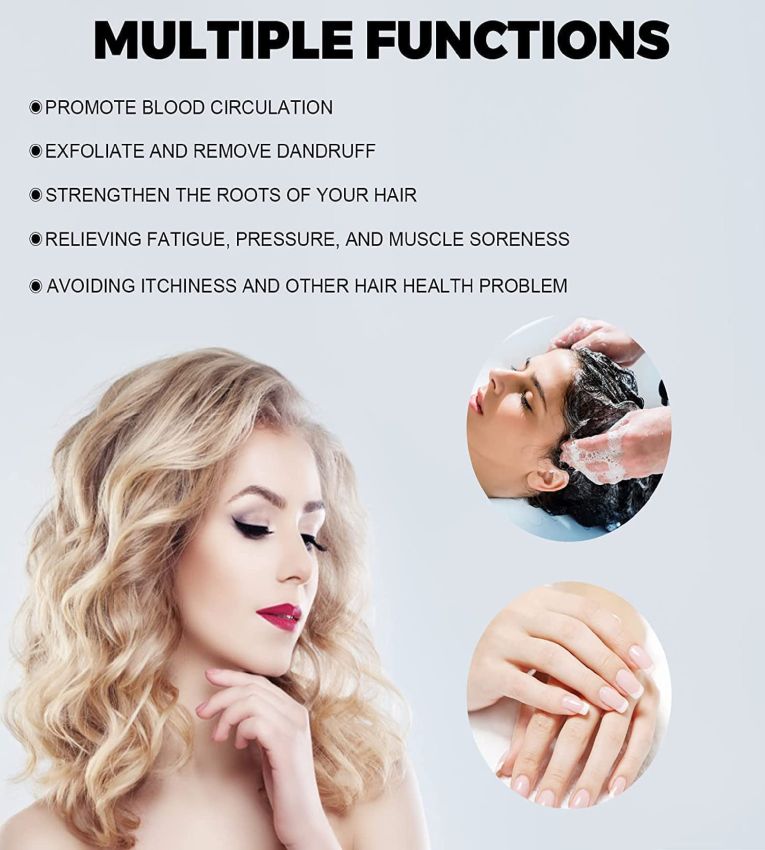 MULTIPLE FUNCTIONS
PROMOTE BLOOD CIRCULATION
EXFOLIATE AND REMOVE DANDRUFF
STRENGTHEN THE ROOTS OF YOUR HAIR
RELIEVING FATIGUE, PRESSURE, AND MUSCLE SORENESS
AVOIDING ITCHINESS AND OTHER HAIR HEALTH PROBLEM